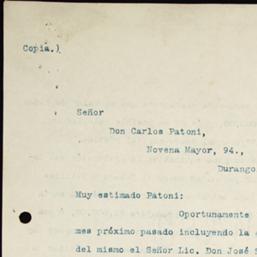 Copia.)
Señor
Don Carlos Patoni,
Novena Mayor, 94.,
Durango
Muy estimado Patoni:
Oportunamente
mes próximo pasado incluyendo la
del mismo el Señor Lic. Don José